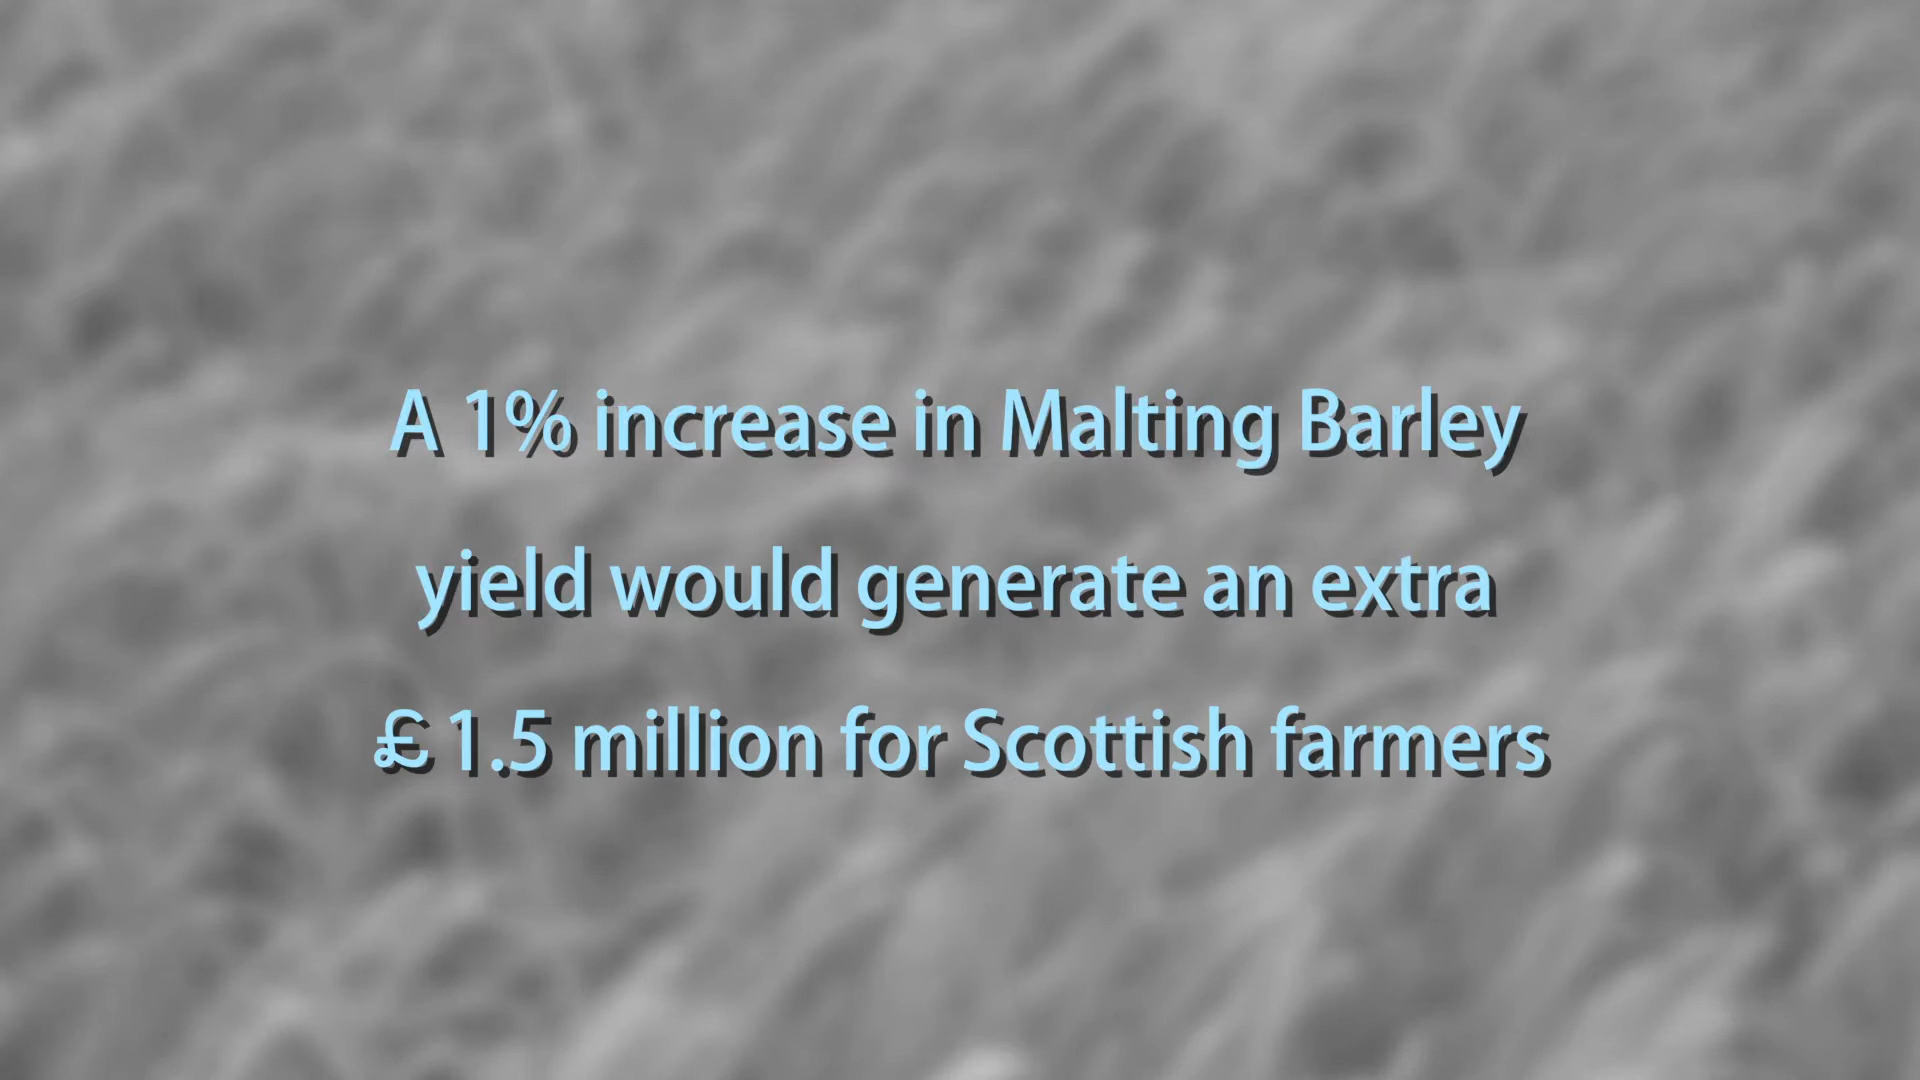 A 1% increase in Malting Barley
yield would generate an extra
£ 1.5 million for Scottish farmers